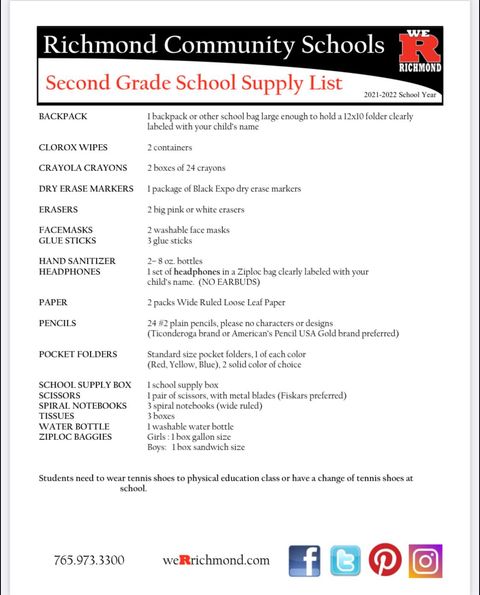 Richmond Community Schools
WE
R
RICHMOND
Second Grade School Supply List
2021-2022 School Year
BACKPACK 1 backpack or other school bag large enough to hold a 12x10 folder clearly
labeled with your child's name
CLOROX WIPES 2 containers
CRAYOLA CRAYONS 2 boxes of 24 crayons
DRY ERASE MARKERS 1 package of Black Expo dry erase markers
ERASERS 2 big pink or white erasers
FACEMASKS 2 washable face masks
GLUE STICKS 3 glue sticks
HAND SANITIZER 2– 8 oz. bottles
HEADPHONES 1 set of headphones in a Ziploc bag clearly labeled with your
child's name. (NO EARBUDS)
PAPER 2 packs Wide Ruled Loose Leaf Paper
PENCILS 24 #2 plain pencils, please no characters or designs
(Ticonderoga brand or American's Pencil USA Gold brand preferred)
POCKET FOLDERS Standard size pocket folders, 1 of each color
(Red, Yellow, Blue), 2 solid color of choice
SCHOOL SUPPLY BOX 1 school supply box
SCISSORS 1 pair of scissors, with metal blades (Fiskars preferred)
SPIRAL NOTEBOOKS 3 spiral notebooks (wide ruled)
TISSUES 3 boxes
WATER BOTTLE 1 washable water bottle
ZIPLOC BAGGIES Girls : 1 box gallon size
Boys: 1 box sandwich size
Students need to wear tennis shoes to physical education class or have a change of tennis shoes at
school.
765.973.3300 weRrichmond.com